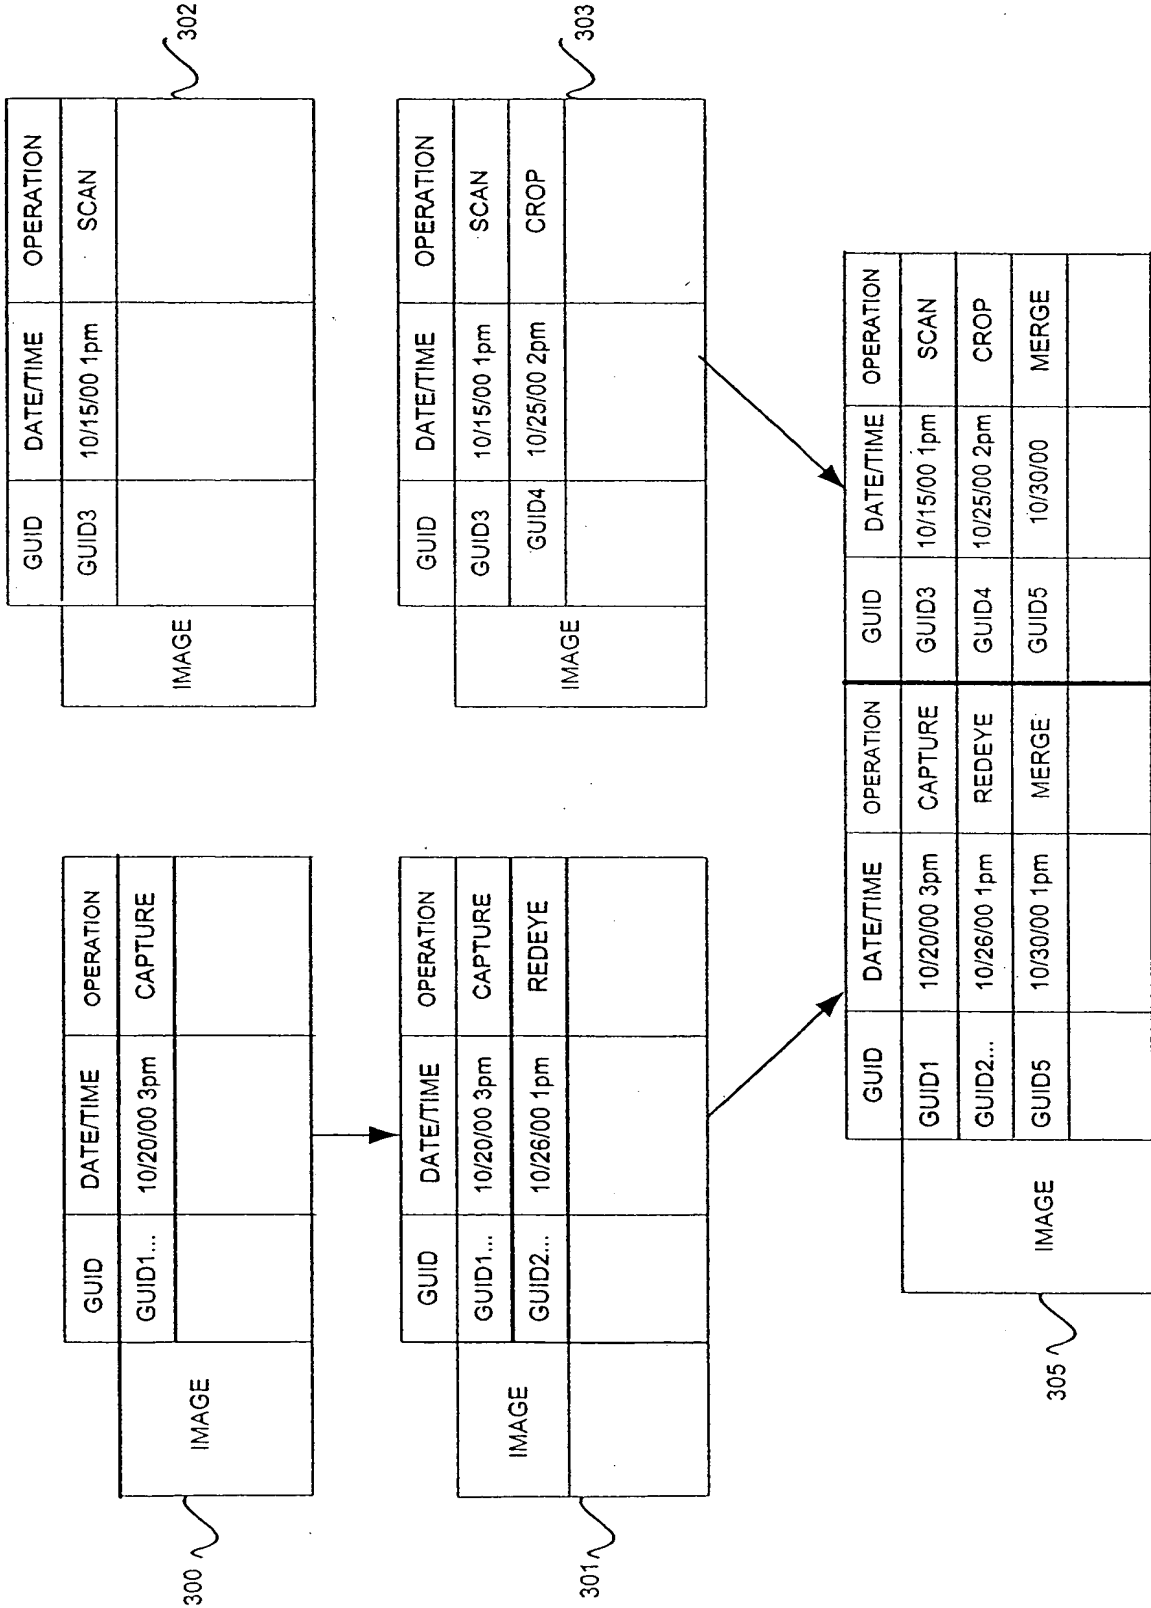 GUID DATE/TIME OPERATION
GUID1... 10/20/00 3pm CAPTURE
IMAGE
300
GUID DATE/TIME OPERATION
GUID3 10/15/00 1pm SCAN
IMAGE
302
GUID DATE/TIME OPERATION
GUID1... 10/20/00 3pm CAPTURE
GUID2... 10/26/00 1pm REDEYE
IMAGE
301
GUID DATE/TIME OPERATION
GUID3 10/15/00 1pm SCAN
GUID4 10/25/00 2pm CROP
IMAGE
303
GUID DATE/TIME OPERATION GUID DATE/TIME OPERATION
GUID1 10/20/00 3pm CAPTURE GUID3 10/15/00 1pm SCAN
GUID2... 10/26/00 1pm REDEYE GUID4 10/25/00 2pm CROP
GUID5 10/30/00 1pm MERGE GUID5 10/30/00 MERGE
IMAGE
305